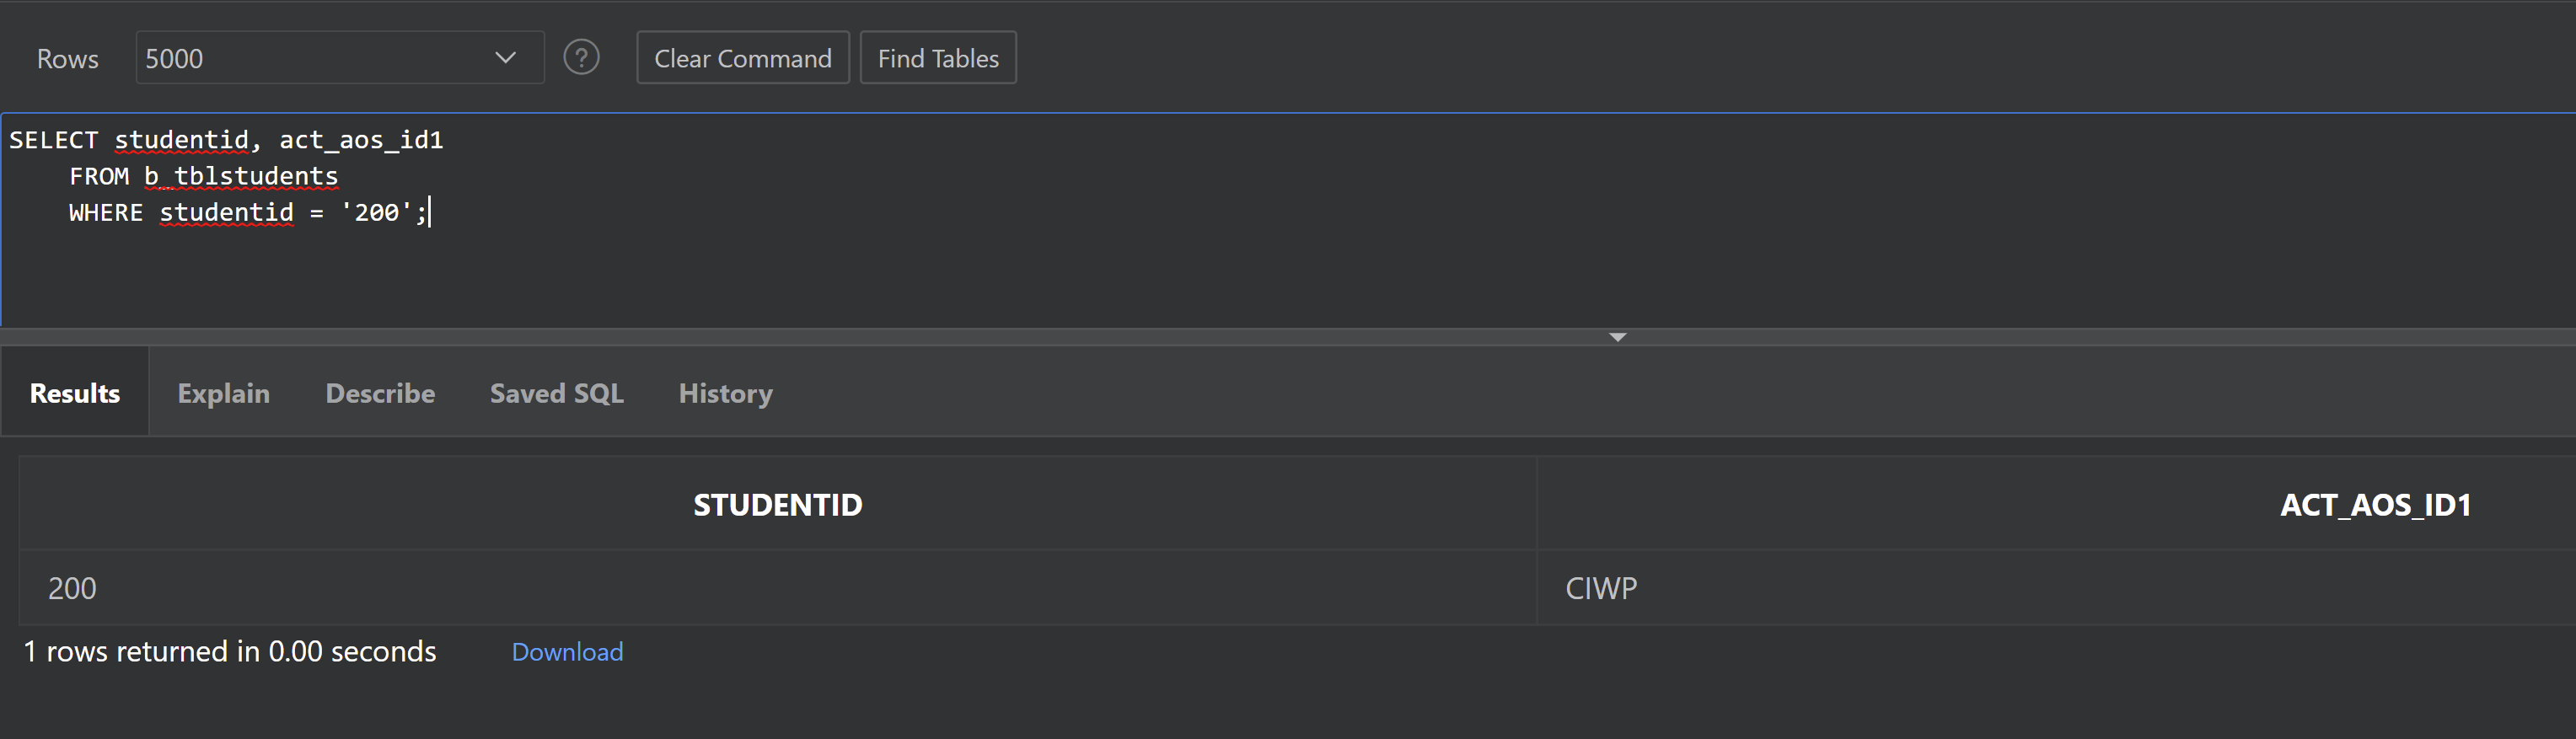 Rows 5000 ? Clear Command Find Tables
SELECT studentid, act_aos_id1
FROM b_tblstudents
WHERE studentid = '200';
Results Explain Describe Saved SQL History
STUDENTID ACT_AOS_ID1
200 CIWP
1 rows returned in 0.00 seconds Download